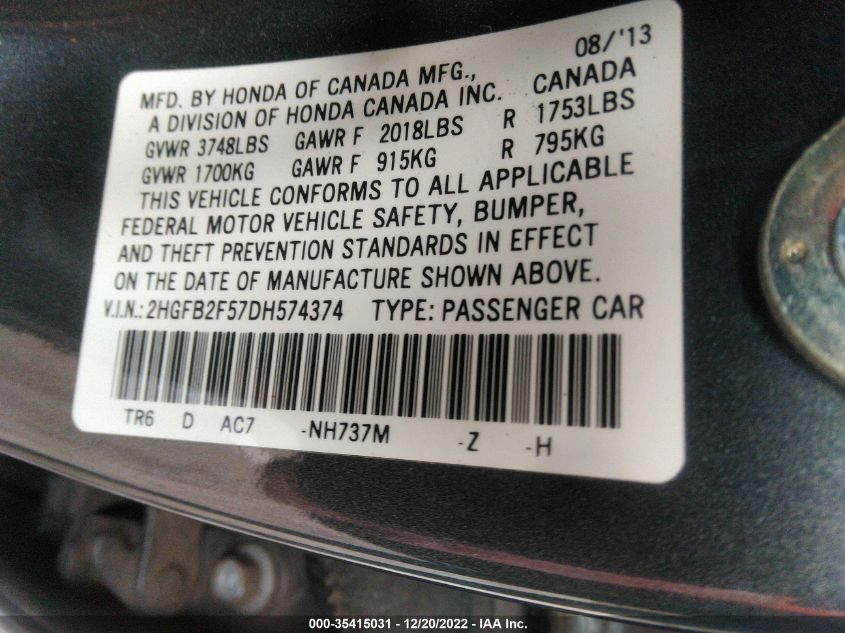 08/'13
MFD. BY HONDA OF CANADA MFG.,
A DIVISION OF HONDA CANADA INC. CANADA
GVWR 3748LBS GAWR F 2018LBS R 1753LBS
GVWR 1700KG GAWR F 915KG R 795KG
THIS VEHICLE CONFORMS TO ALL APPLICABLE
FEDERAL MOTOR VEHICLE SAFETY, BUMPER,
AND THEFT PREVENTION STANDARDS IN EFFECT
ON THE DATE OF MANUFACTURE SHOWN ABOVE.
V.I.N.: 2HGFB2F57DH574374 TYPE: PASSENGER CAR
TR6 D AC7 -NH737M -Z -H
000-35415031 - 12/20/2022 - IAA Inc.